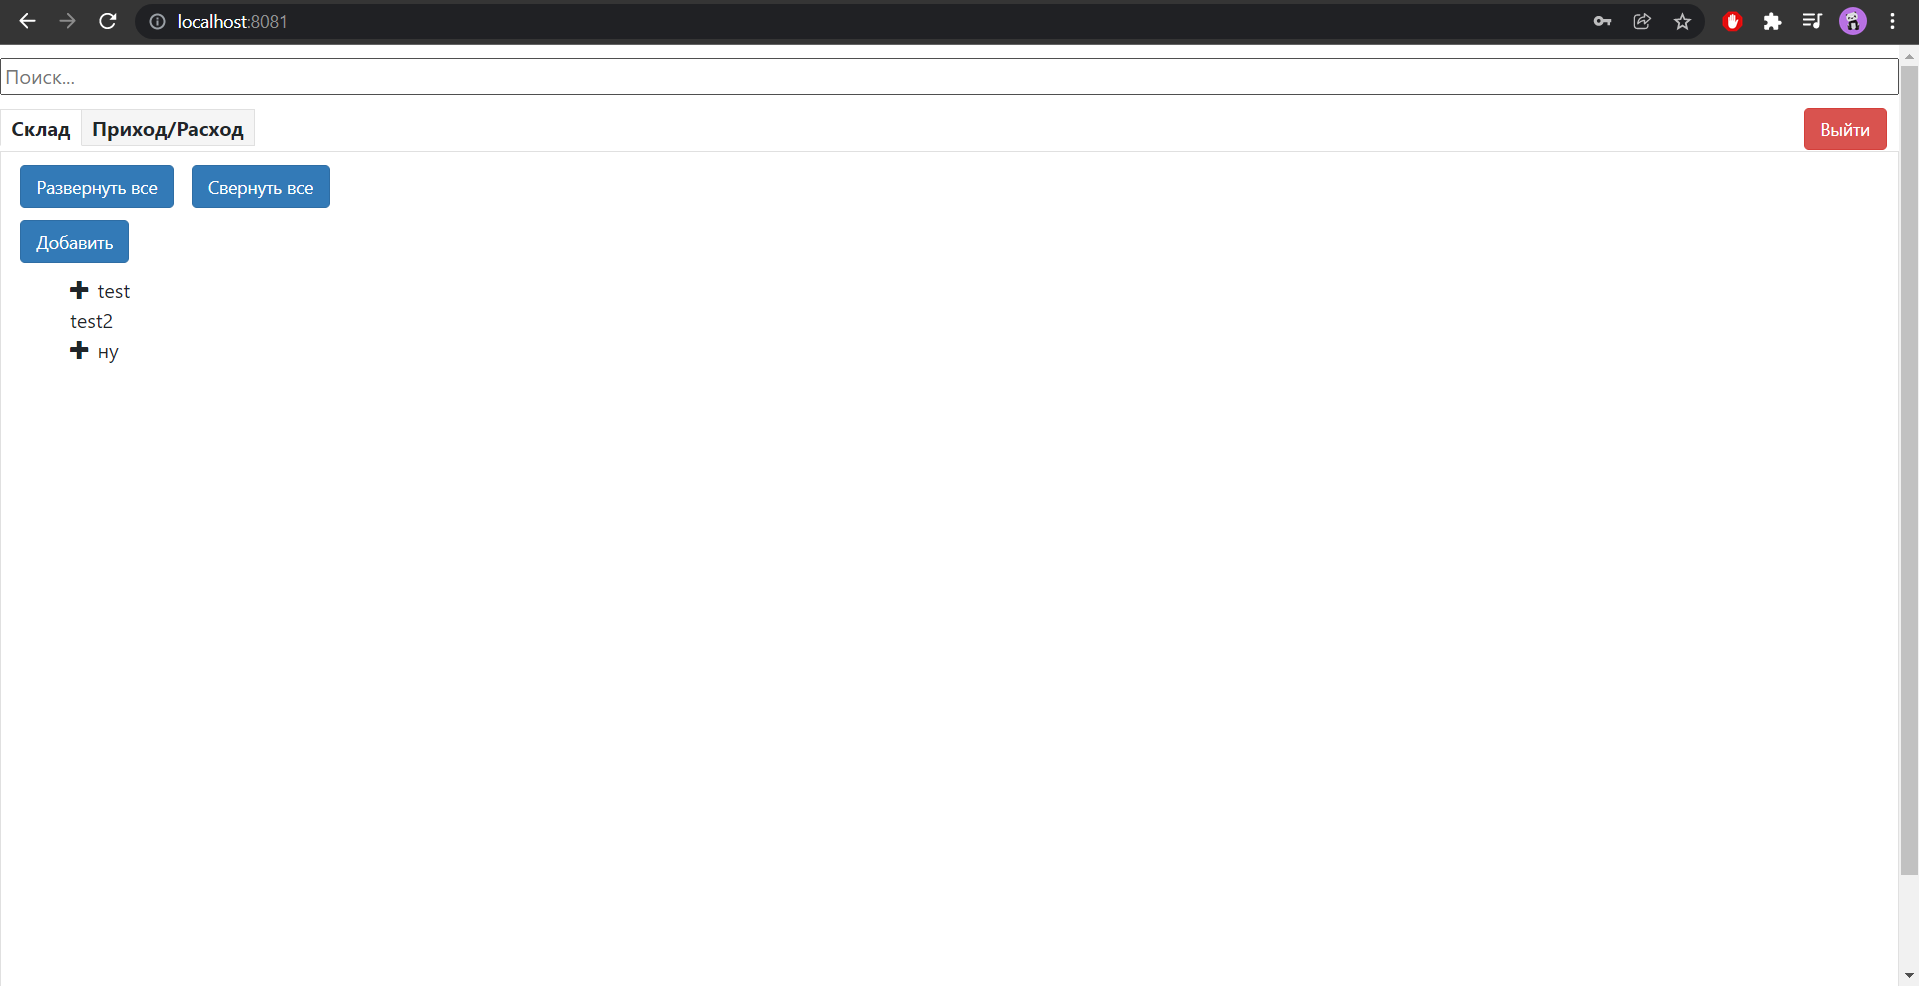 localhost:8081
Поиск...
Склад Приход/Расход Выйти
Развернуть все Свернуть все
Добавить
test
test2
ну